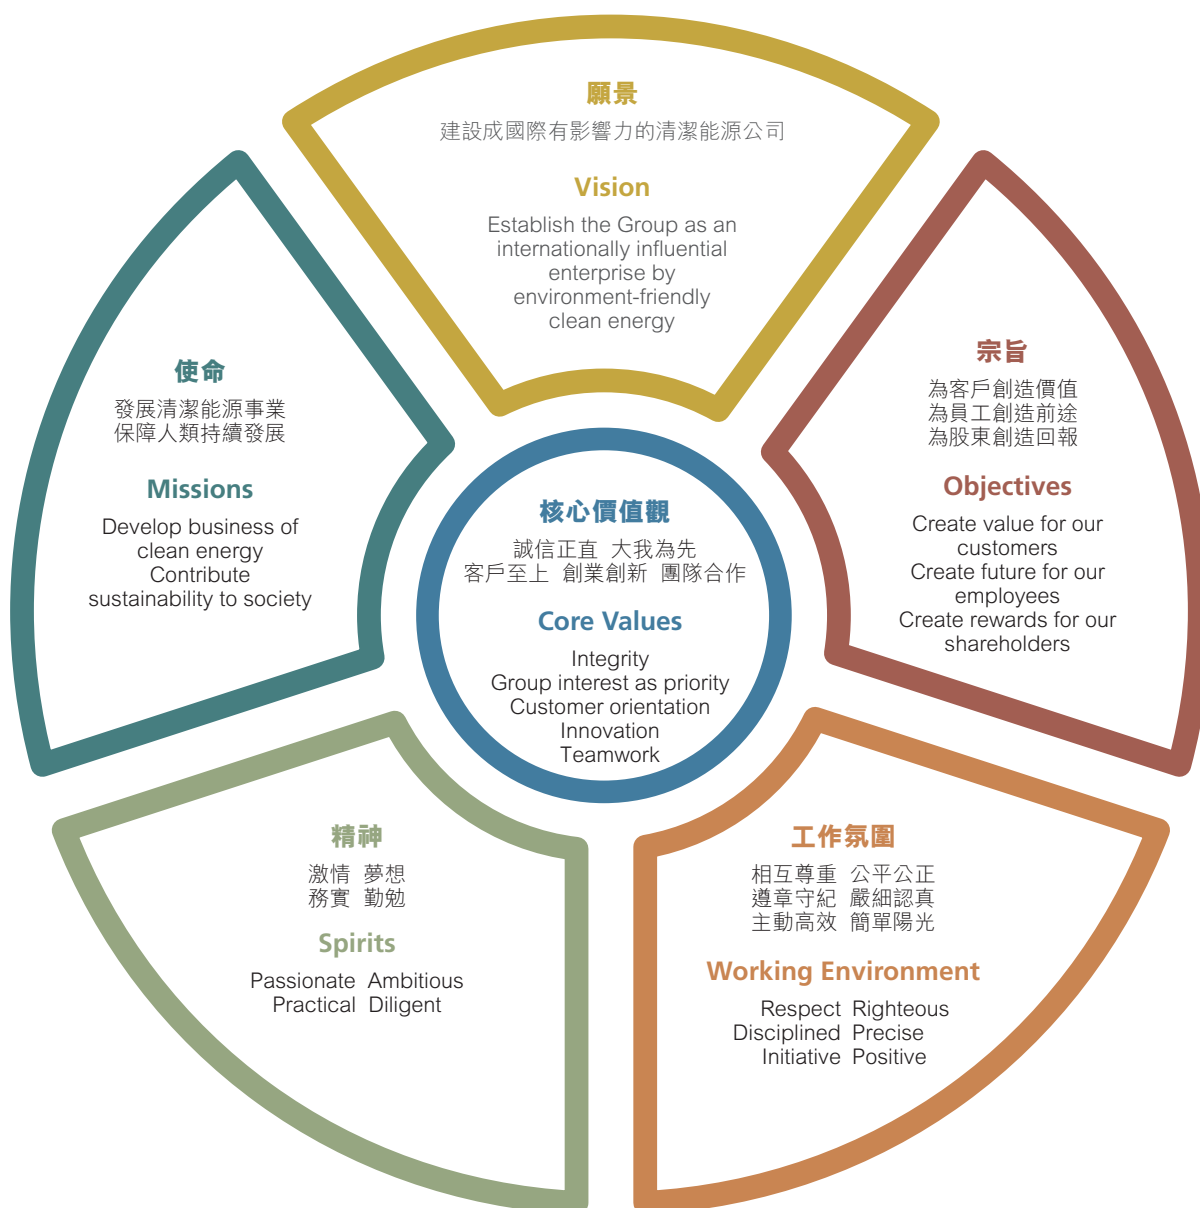 願景
建設成國際有影響力的清潔能源公司
Vision
Establish the Group as an
internationally influential
enterprise by
environment-friendly
clean energy
使命
發展清潔能源事業
保障人類持續發展
Missions
Develop business of
clean energy
Contribute
sustainability to society
宗旨
為客戶創造價值
為員工創造前途
為股東創造回報
Objectives
Create value for our
customers
Create future for our
employees
Create rewards for our
shareholders
核心價值觀
誠信正直 大我為先
客戶至上 創業創新 團隊合作
Core Values
Integrity
Group interest as priority
Customer orientation
Innovation
Teamwork
精神
激情 夢想
務實 勤勉
Spirits
Passionate Ambitious
Practical Diligent
工作氛圍
相互尊重 公平公正
遵章守紀 嚴細認真
主動高效 簡單陽光
Working Environment
Respect Righteous
Disciplined Precise
Initiative Positive